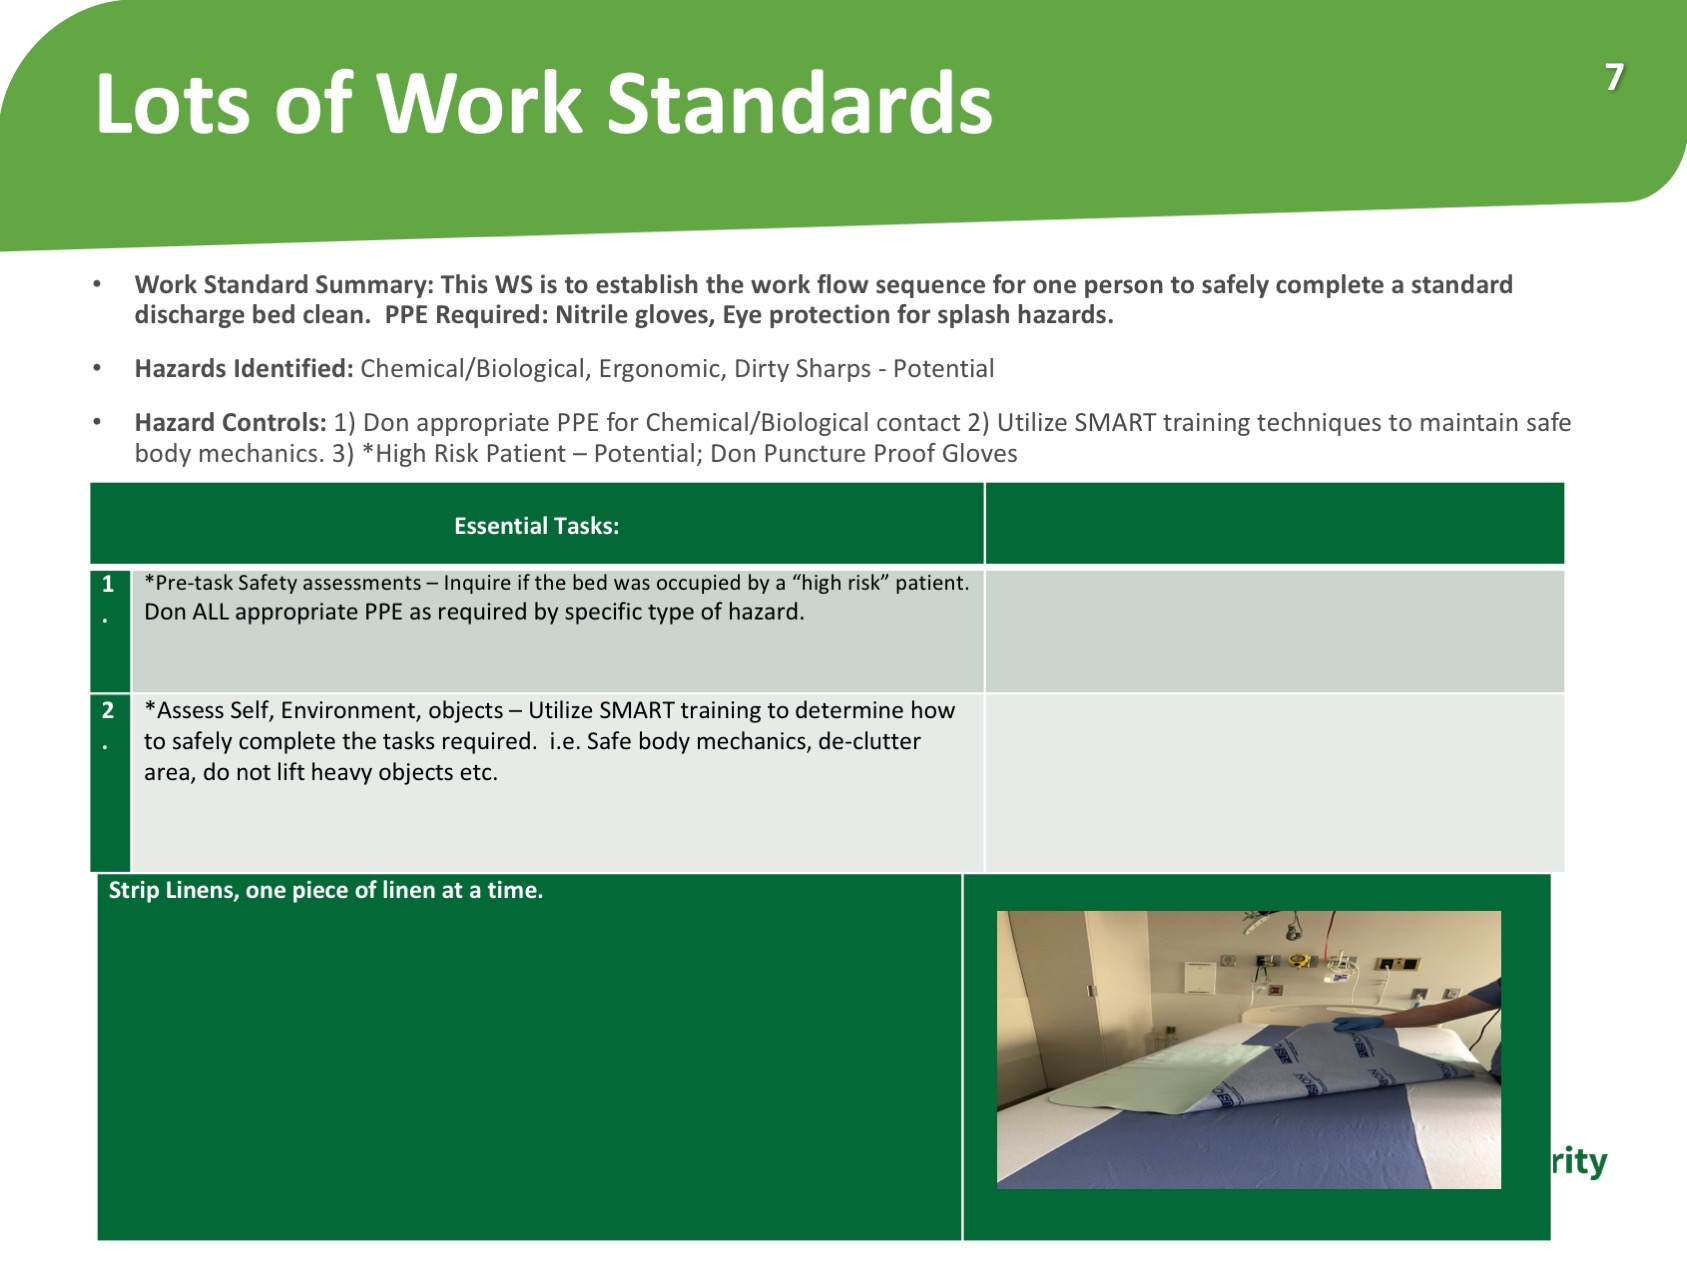 Lots of Work Standards
7
• Work Standard Summary: This WS is to establish the work flow sequence for one person to safely complete a standard
discharge bed clean.  PPE Required: Nitrile gloves, Eye protection for splash hazards.
• Hazards Identified: Chemical/Biological, Ergonomic, Dirty Sharps - Potential
• Hazard Controls: 1) Don appropriate PPE for Chemical/Biological contact 2) Utilize SMART training techniques to maintain safe
body mechanics. 3) *High Risk Patient – Potential; Don Puncture Proof Gloves
Essential Tasks:
1
.
*Pre-task Safety assessments – Inquire if the bed was occupied by a “high risk” patient.
Don ALL appropriate PPE as required by specific type of hazard.
2
.
*Assess Self, Environment, objects – Utilize SMART training to determine how
to safely complete the tasks required.  i.e. Safe body mechanics, de-clutter
area, do not lift heavy objects etc.
Strip Linens, one piece of linen at a time.
rity